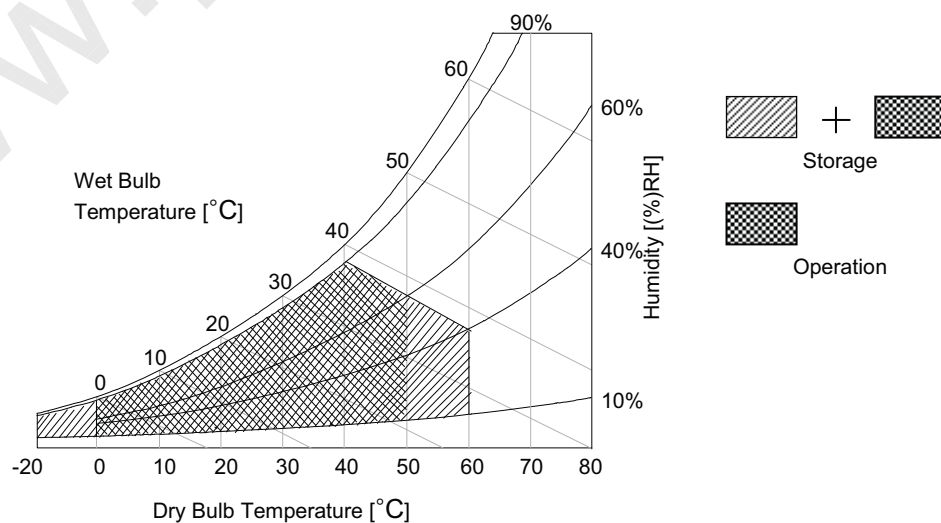 90%
60
60%
50
Storage
Wet Bulb
Temperature [°C]
Humidity [(%)RH]
40
40%
30
Operation
20
10
0
10%
-20 0 10 20 30 40 50 60 70 80
Dry Bulb Temperature [°C]